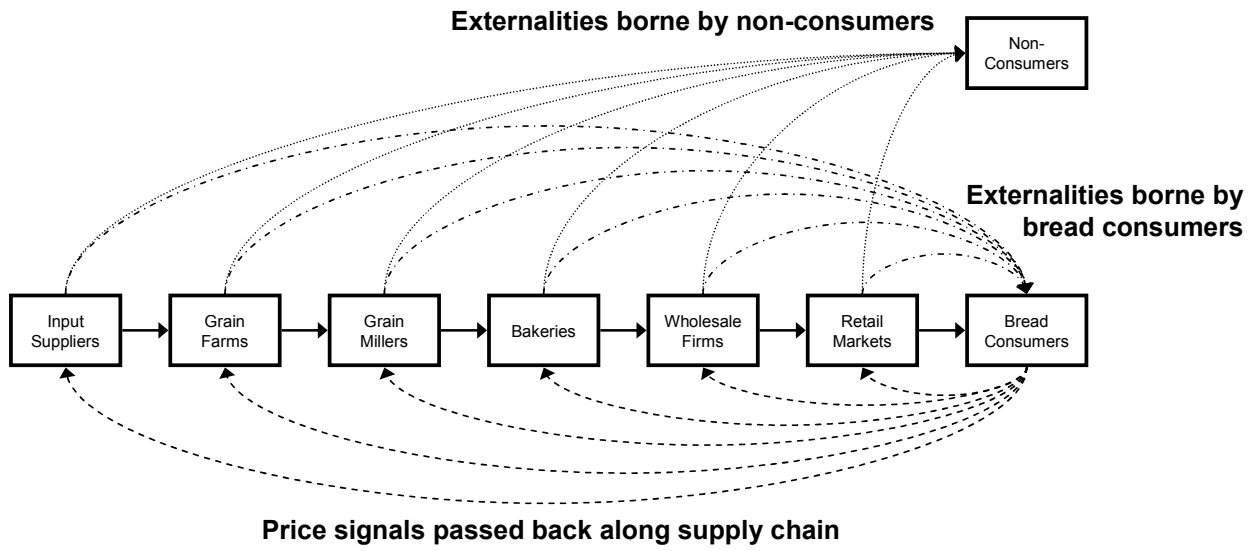 Externalities borne by non-consumers
Non-
Consumers
Externalities borne by
bread consumers
Input
Suppliers
Grain
Farms
Grain
Millers
Bakeries
Wholesale
Firms
Retail
Markets
Bread
Consumers
Price signals passed back along supply chain